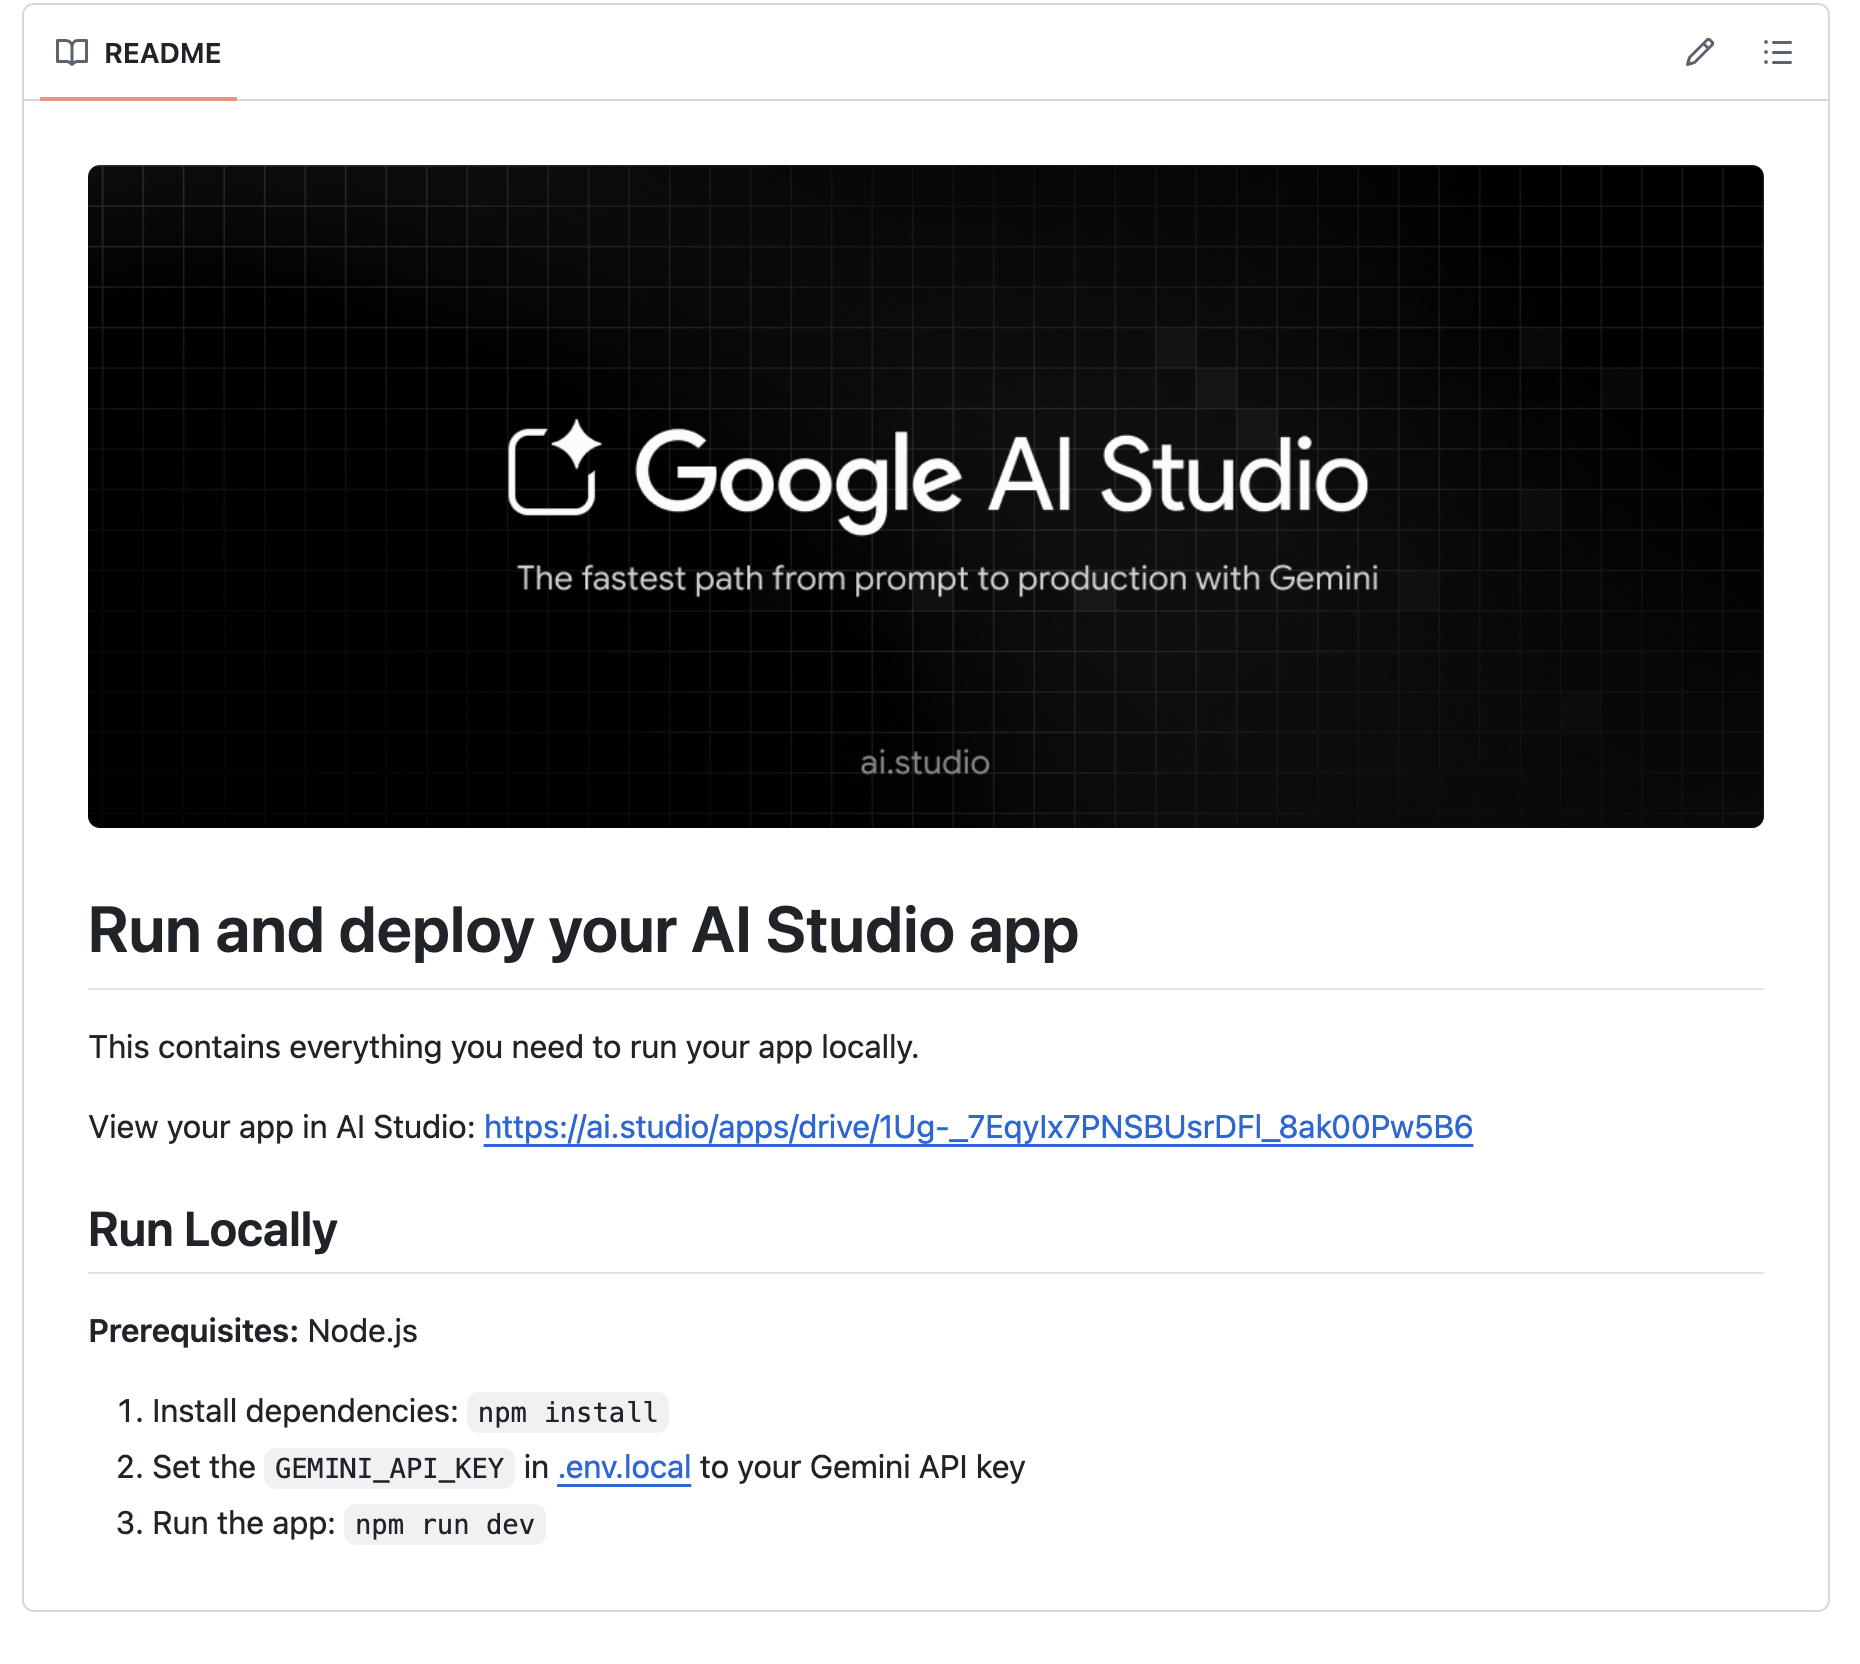 README
Google AI Studio
The fastest path from prompt to production with Gemini
ai.studio
Run and deploy your AI Studio app
This contains everything you need to run your app locally.
View your app in AI Studio: https://ai.studio/apps/drive/1Ug-_7EqyIx7PNSBUsrDFl_8ak00Pw5B6
Run Locally
Prerequisites: Node.js
1. Install dependencies: npm install
2. Set the GEMINI_API_KEY in .env.local to your Gemini API key
3. Run the app: npm run dev